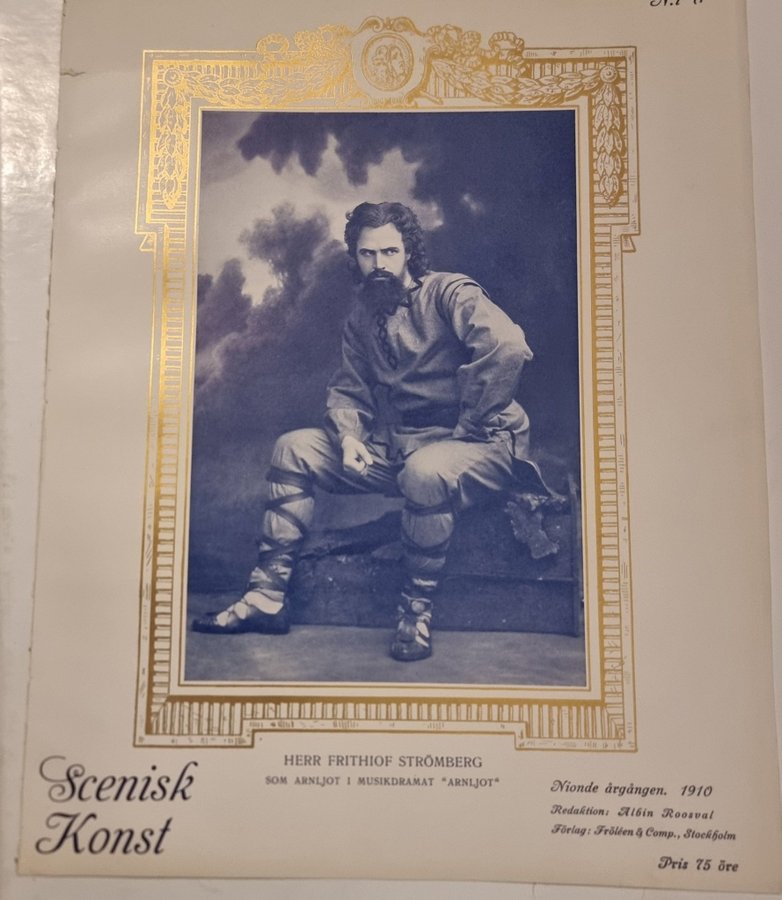 HERR FRITHIOF STRÖMBERG
SOM ARNLJOT I MUSIKDRAMAT "ARNLJOT"
Scenisk
Konst
Nionde årgången. 1910
Redaktion: Albin Roosval
Förlag: Fröléen & Comp., Stockholm
Pris 75 öre